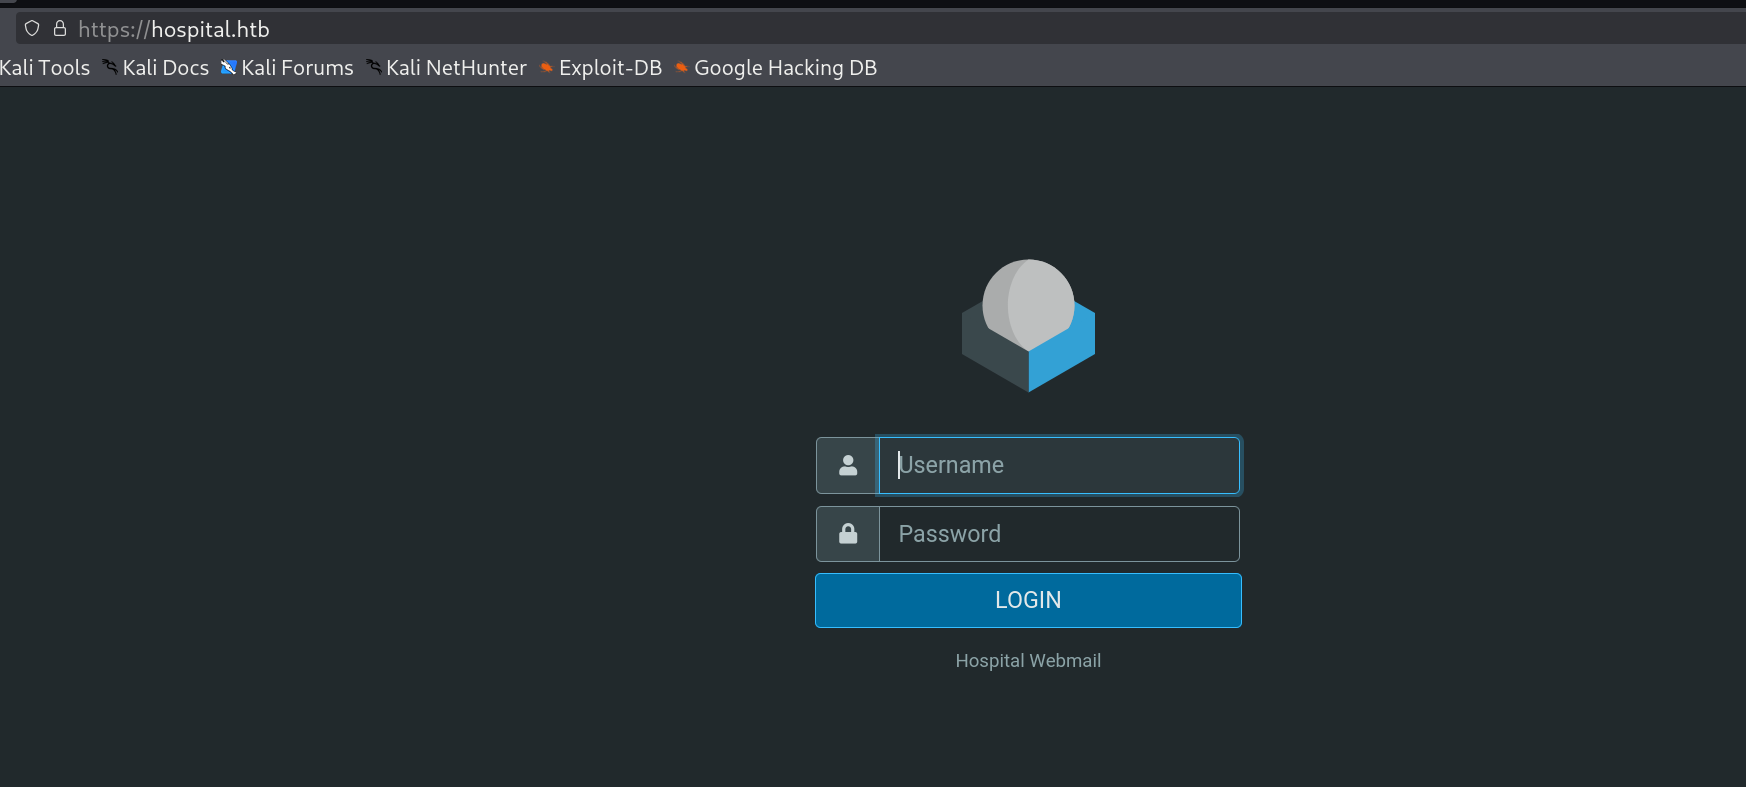 https://hospital.htb
Kali Tools Kali Docs Kali Forums Kali NetHunter Exploit-DB Google Hacking DB
Username
Password
LOGIN
Hospital Webmail